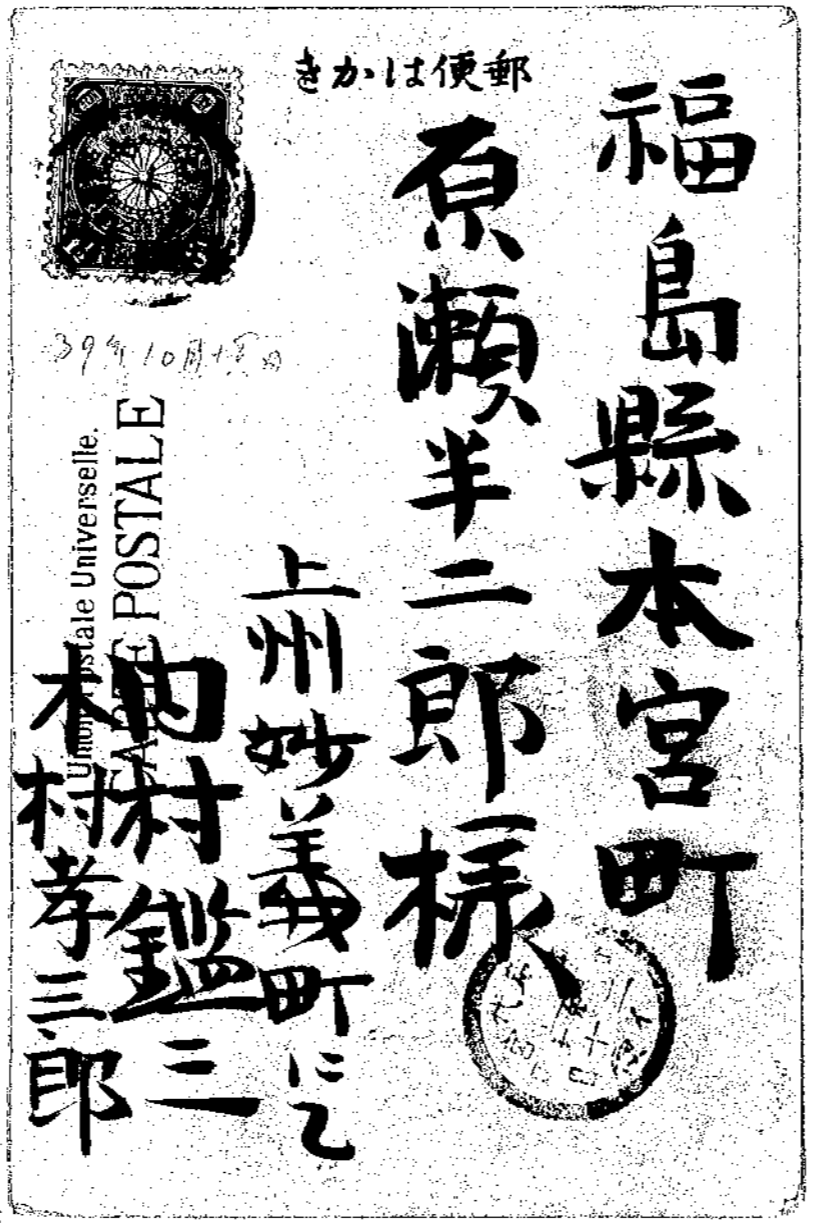 きかは便郵
福島縣本宮町
原瀬半二郎様
上州妙義町にて
内村鑑三
木村孝三郎
39年10月十五日
Union Postale Universelle.
CARTE POSTALE